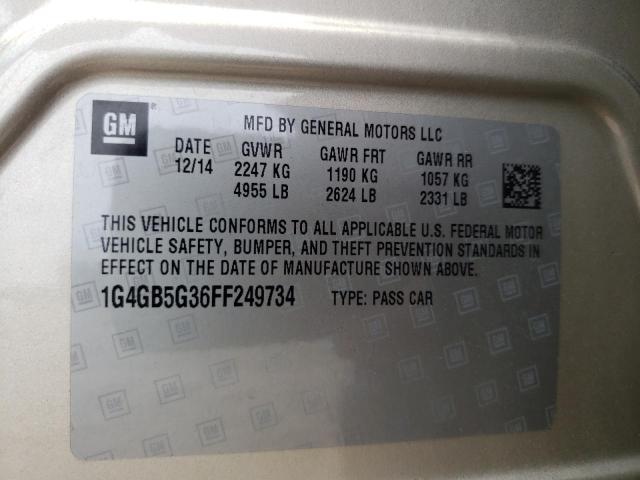 GM ®
MFD BY GENERAL MOTORS LLC
DATE GVWR GAWR FRT GAWR RR
12/14 2247 KG 1190 KG 1057 KG
4955 LB 2624 LB 2331 LB
THIS VEHICLE CONFORMS TO ALL APPLICABLE U.S. FEDERAL MOTOR
VEHICLE SAFETY, BUMPER, AND THEFT PREVENTION STANDARDS IN
EFFECT ON THE DATE OF MANUFACTURE SHOWN ABOVE.
1G4GB5G36FF249734 TYPE: PASS CAR